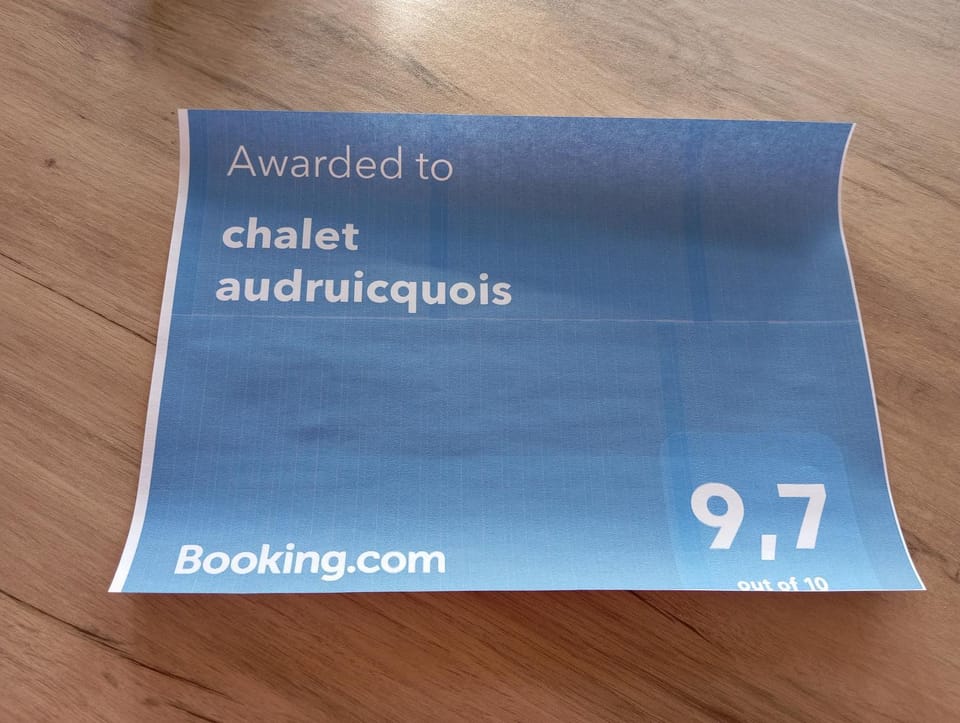 Awarded to
chalet
audruicquois
9,7
Booking.com
out of 10